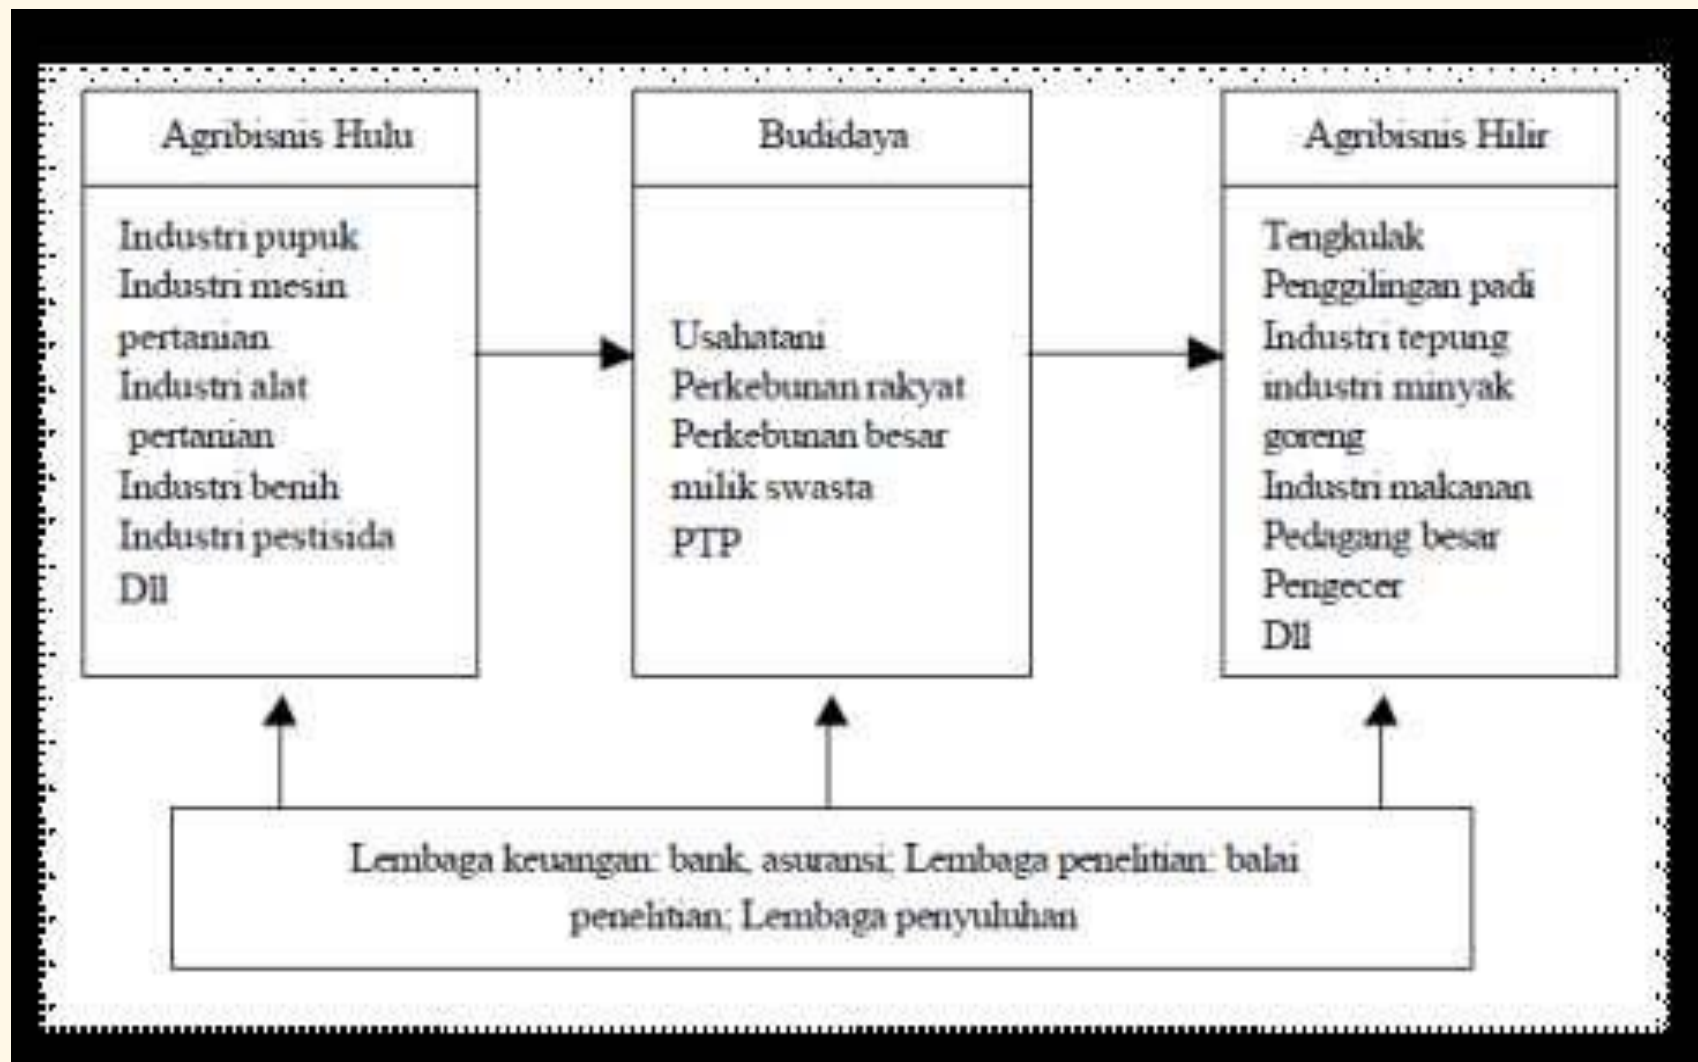 Agribisnis Hulu
Industri pupuk
Industri mesin
pertanian
Industri alat
pertanian
Industri benih
Industri pestisida
Dll
Budidaya
Usahatani
Perkebunan rakyat
Perkebunan besar
milik swasta
PTP
Agribisnis Hilir
Tengkulak
Penggilingan padi
Industri tepung
industri minyak
goreng
Industri makanan
Pedagang besar
Pengecer
Dll
Lembaga keuangan: bank, asuransi; Lembaga penelitian: balai
penelitian; Lembaga penyuluhan